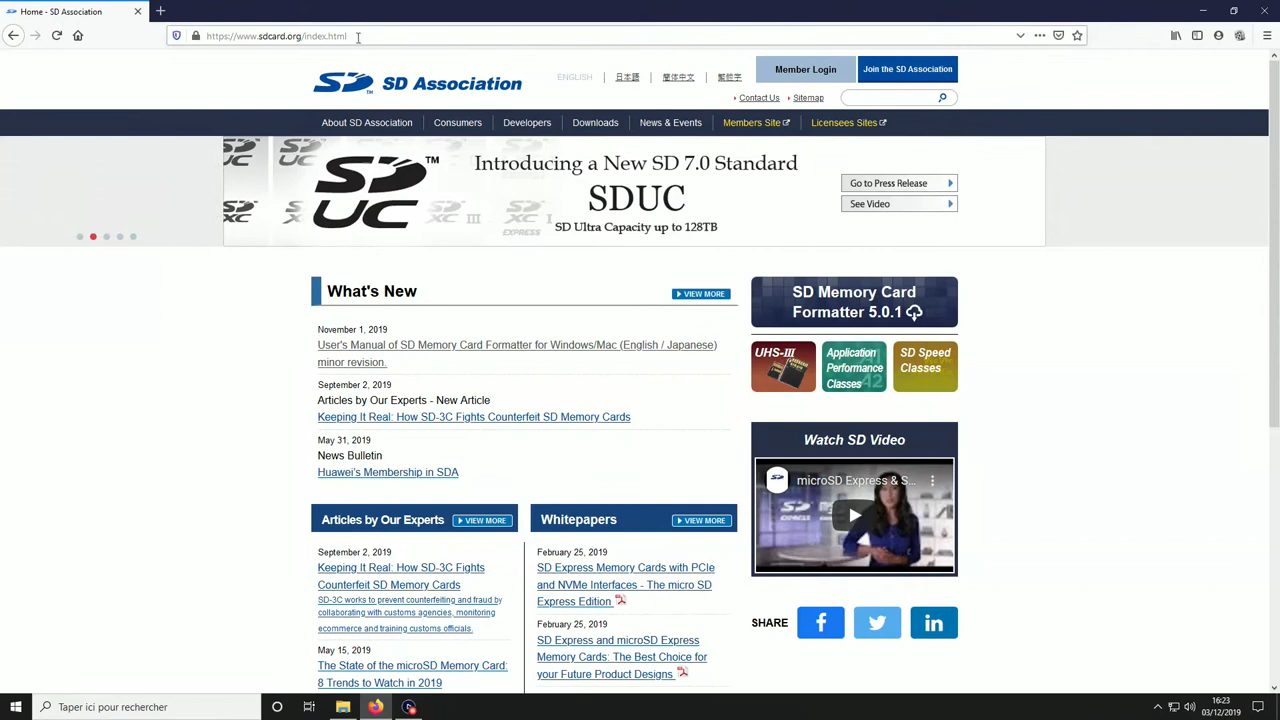 Home - SD Association
https://www.sdcard.org/index.html
SD Association
ENGLISH
日本語
简体中文
繁體字
Member Login
Join the SD Association
Contact Us
Sitemap
About SD Association
Consumers
Developers
Downloads
News & Events
Members Site
Licensees Sites
SD UC™
Introducing a New SD 7.0 Standard
SDUC
SD Ultra Capacity up to 128TB
Go to Press Release
See Video
What's New
VIEW MORE
November 1, 2019
User's Manual of SD Memory Card Formatter for Windows/Mac (English / Japanese)
minor revision.
September 2, 2019
Articles by Our Experts - New Article
Keeping It Real: How SD-3C Fights Counterfeit SD Memory Cards
May 31, 2019
News Bulletin
Huawei's Membership in SDA
SD Memory Card
Formatter 5.0.1
UHS-III
Application
Performance
Classes
SD Speed
Classes
Watch SD Video
microSD Express & S...
SHARE
Articles by Our Experts
VIEW MORE
September 2, 2019
Keeping It Real: How SD-3C Fights
Counterfeit SD Memory Cards
SD-3C works to prevent counterfeiting and fraud by
collaborating with customs agencies, monitoring
ecommerce and training customs officials.
May 15, 2019
The State of the microSD Memory Card:
8 Trends to Watch in 2019
Whitepapers
VIEW MORE
February 25, 2019
SD Express Memory Cards with PCIe
and NVMe Interfaces - The micro SD
Express Edition
February 25, 2019
SD Express and microSD Express
Memory Cards: The Best Choice for
your Future Product Designs
Taper ici pour rechercher
16:23
03/12/2019